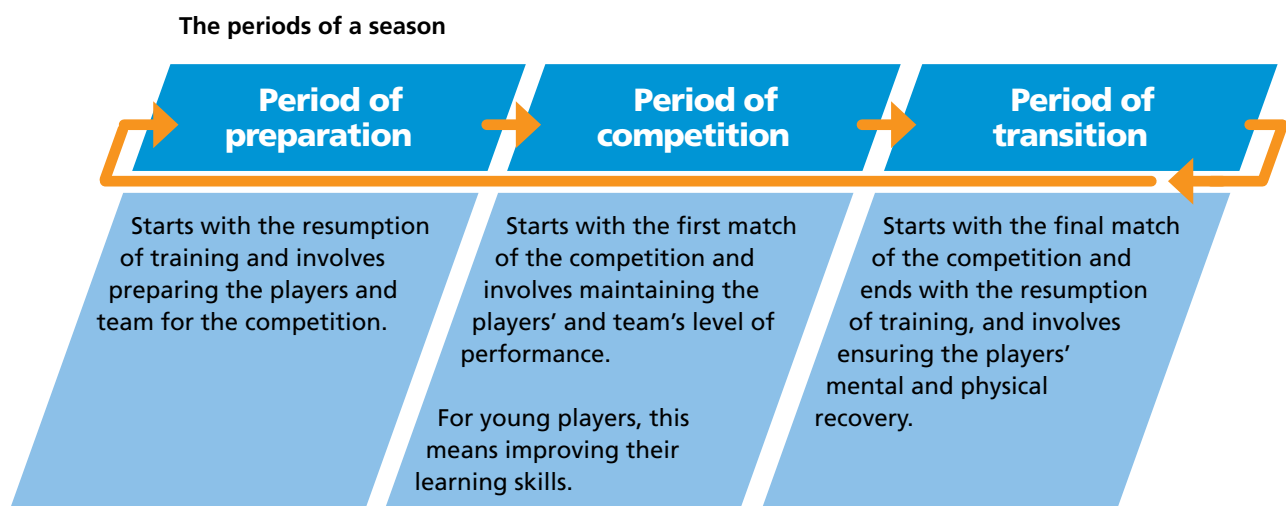 The periods of a season
Period of
preparation
Period of
competition
Period of
transition
Starts with the resumption
of training and involves
preparing the players and
team for the competition.
Starts with the first match
of the competition and
involves maintaining the
players’ and team’s level of
performance.
For young players, this
means improving their
learning skills.
Starts with the final match
of the competition and
ends with the resumption
of training, and involves
ensuring the players’
mental and physical
recovery.